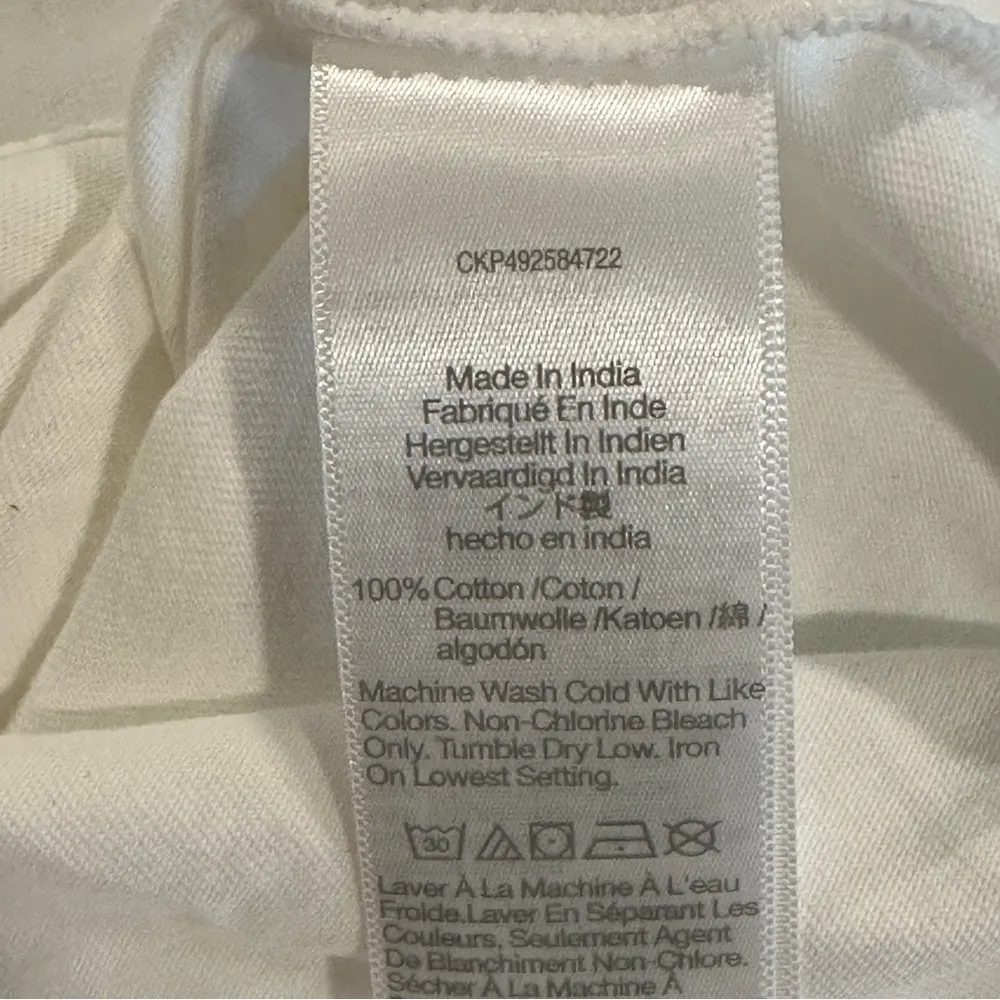 CKP492584722
Made In India
Fabriqué En Inde
Hergestellt In Indien
Vervaardigd In India
インド製
hecho en india
100% Cotton /Coton /
Baumwolle /Katoen /綿 /
algodón
Machine Wash Cold With Like
Colors. Non-Chlorine Bleach
Only. Tumble Dry Low. Iron
On Lowest Setting.
30
Laver À La Machine À L'eau
Froide.Laver En Séparant Les
Couleurs. Seulement Agent
De Blanchiment Non-Chlore.
Sécher À La Machine À